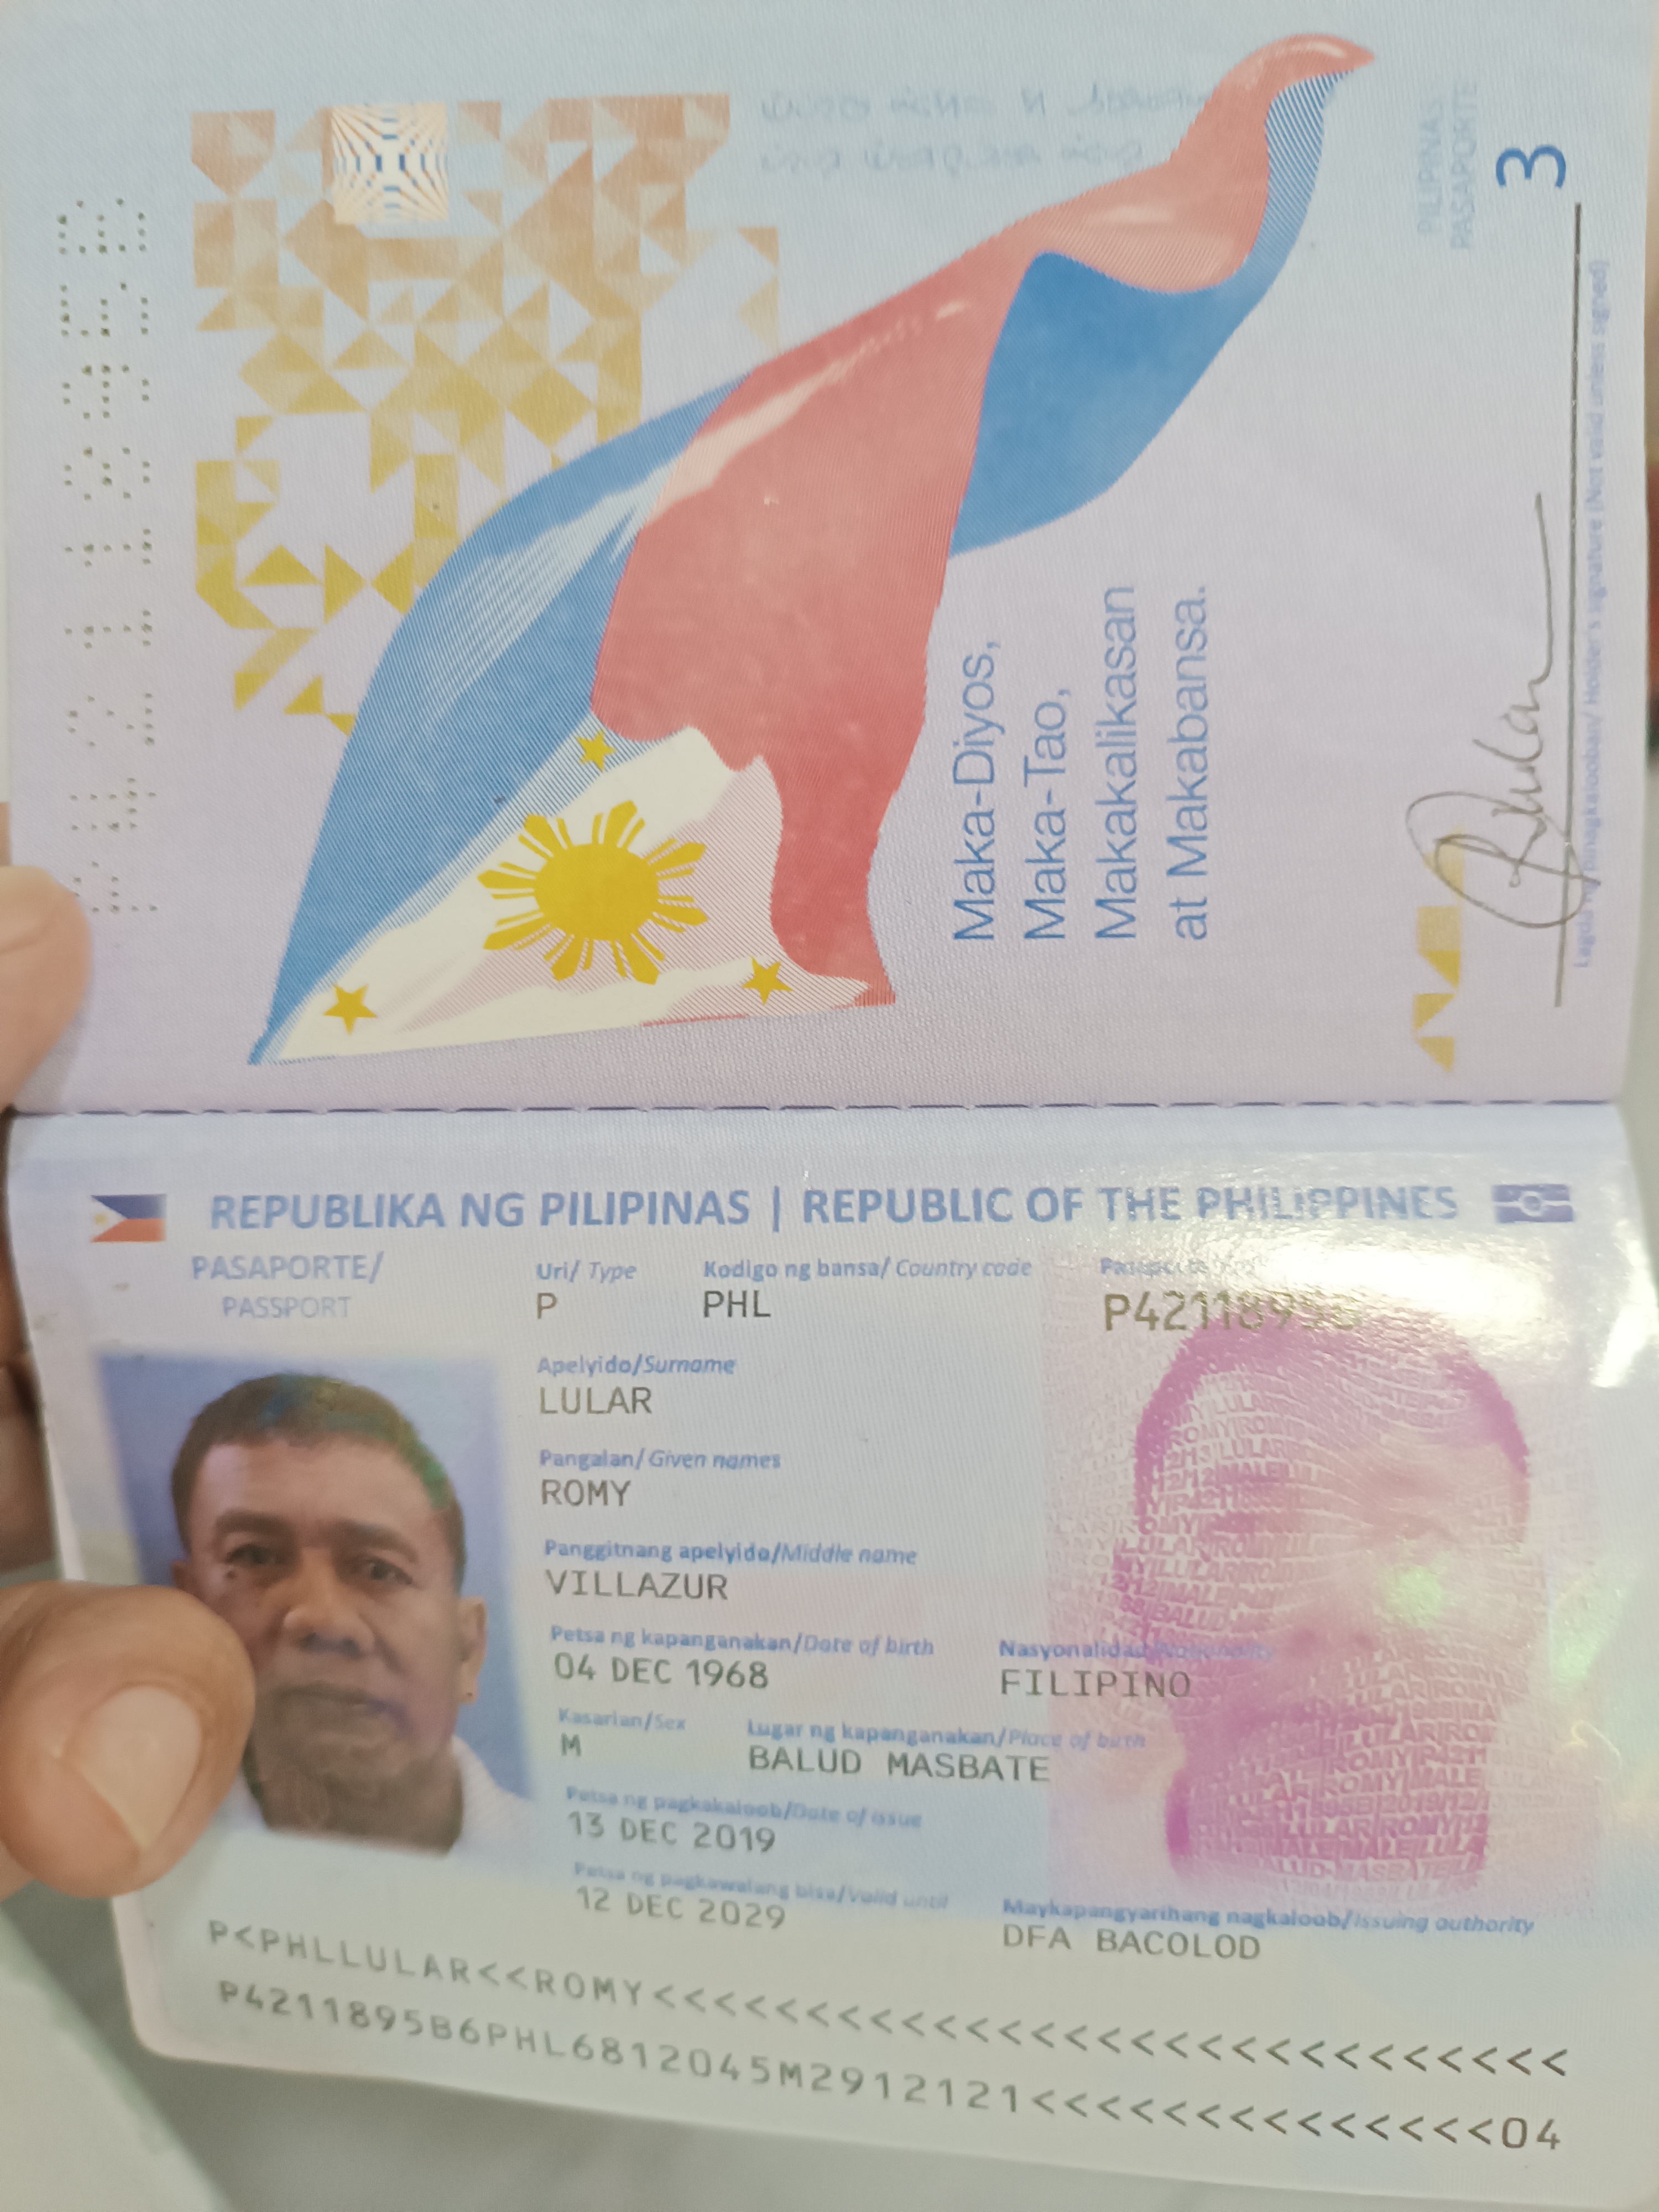 P4211895B
PILIPINAS
PASAPORTE
3
Maka-Diyos,
Maka-Tao,
Makakalikasan
at Makabansa.
Lagda ng pinagkalooban/ Holder's signature (Not valid unless signed)
REPUBLIKA NG PILIPINAS | REPUBLIC OF THE PHILIPPINES
PASAPORTE/
PASSPORT
Uri/ Type
Kodigo ng bansa/ Country code
P
PHL
P4211895B
Apelyido/Surname
LULAR
Pangalan/ Given names
ROMY
Panggitnang apelyido/Middle name
VILLAZUR
Petsa ng kapanganakan/Date of birth
Nasyonalidad/Nationality
04 DEC 1968
FILIPINO
Kasarian/Sex
Lugar ng kapanganakan/Place of birth
M
BALUD MASBATE
Petsa ng pagkakaloob/Date of issue
13 DEC 2019
Petsa ng pagkawalang bisa/Valid until
Maykapangyarihang nagkaloob/Issuing authority
12 DEC 2029
DFA BACOLOD
P<PHLLULAR<<ROMY<<<<<<<<<<<<<<<<<<<<<<<<<<<<
P4211895B6PHL6812045M2912121<<<<<<<<<<<<<<04